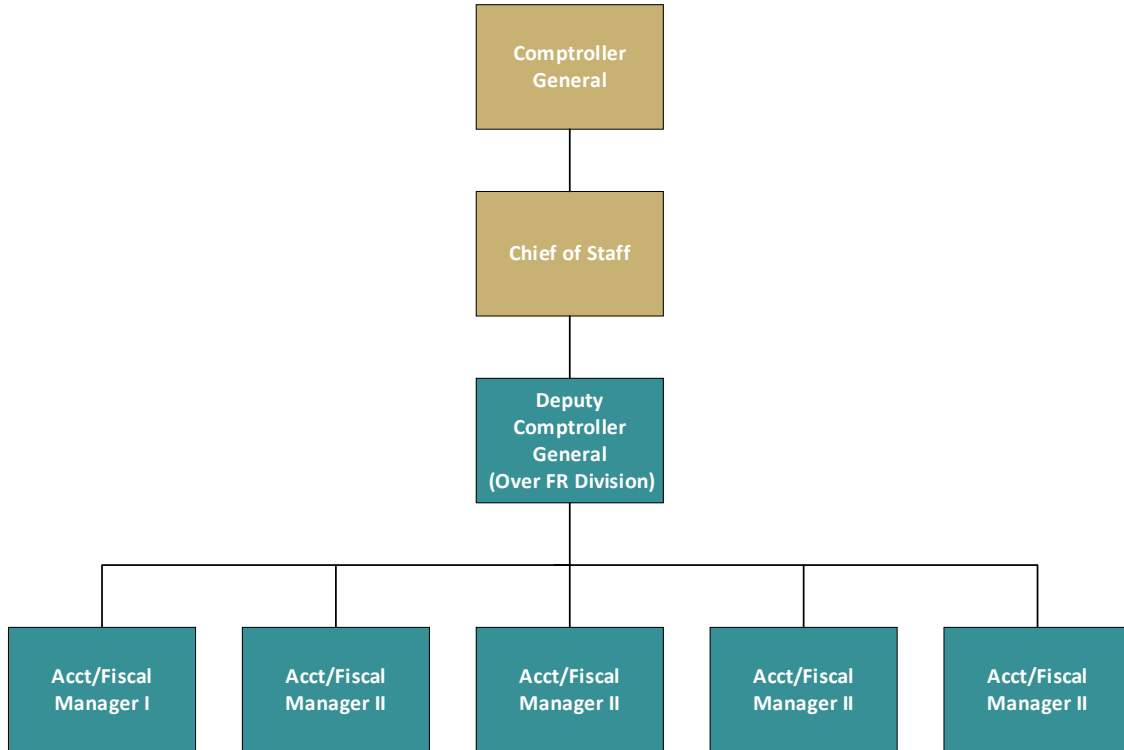 Comptroller
General
Chief of Staff
Deputy
Comptroller
General
(Over FR Division)
Acct/Fiscal
Manager I
Acct/Fiscal
Manager II
Acct/Fiscal
Manager II
Acct/Fiscal
Manager II
Acct/Fiscal
Manager II